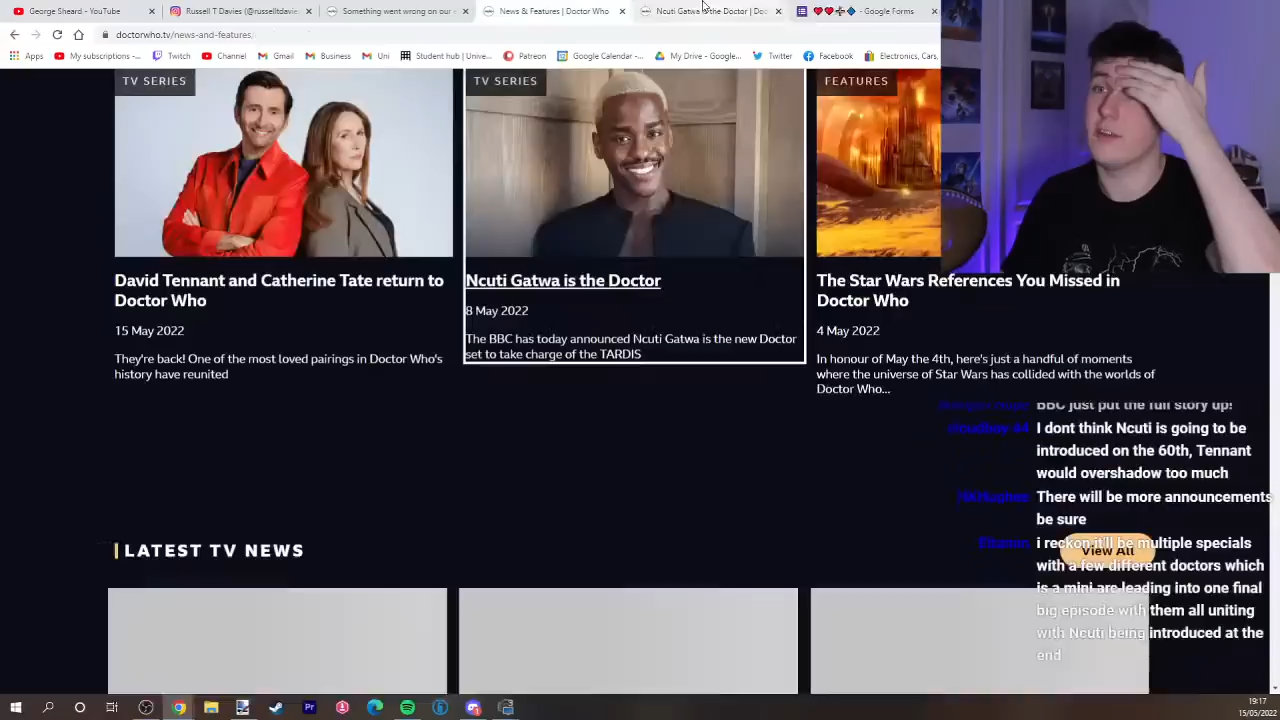 George Sheard - YouTube
Russell T Davies (@russelltdavie
Something went wrong on our e
News & Features | Doctor Who
Ncuti Gatwa is the Doctor | Doc
- Google Forms
doctorwho.tv/news-and-features/
Apps
My subscriptions -...
Twitch
Channel
Gmail
Business
Uni
Student hub | Unive...
Patreon
Google Calendar -...
My Drive - Google...
Twitter
Facebook
Electronics, Cars,
TV SERIES
TV SERIES
FEATURES
David Tennant and Catherine Tate return to
Doctor Who
15 May 2022
They're back! One of the most loved pairings in Doctor Who's
history have reunited
Ncuti Gatwa is the Doctor
8 May 2022
The BBC has today announced Ncuti Gatwa is the new Doctor
set to take charge of the TARDIS
The Star Wars References You Missed in
Doctor Who
4 May 2022
In honour of May the 4th, here's just a handful of moments
where the universe of Star Wars has collided with the worlds of
Doctor Who...
BBC just put the full story up!
I dont think Ncuti is going to be
introduced on the 60th, Tennant
would overshadow too much
There will be more announcements
be sure
i reckon it'll be multiple specials
with a few different doctors which
is a mini arc leading into one final
big episode with them all uniting
with Ncuti being introduced at the
end
LATEST TV NEWS
View All
19:17
15/05/2022